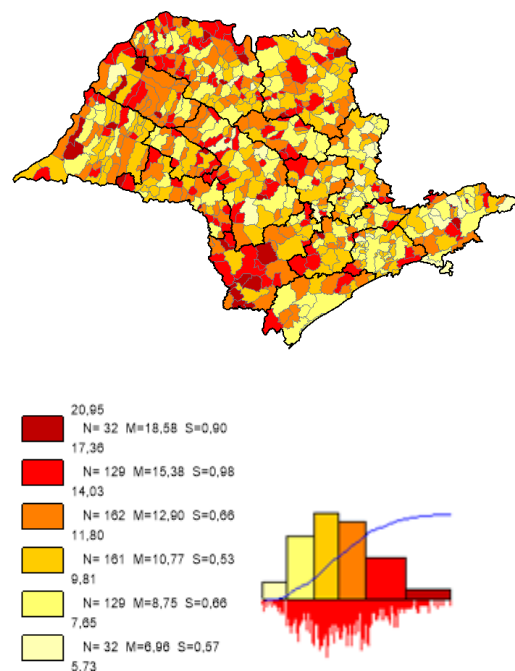 20,95
N= 32 M=18,58 S=0,90
17,36
N= 129 M=15,38 S=0,98
14,03
N= 162 M=12,90 S=0,66
11,80
N= 161 M=10,77 S=0,53
9,81
N= 129 M=8,75 S=0,66
7,65
N= 32 M=6,96 S=0,57
5,73